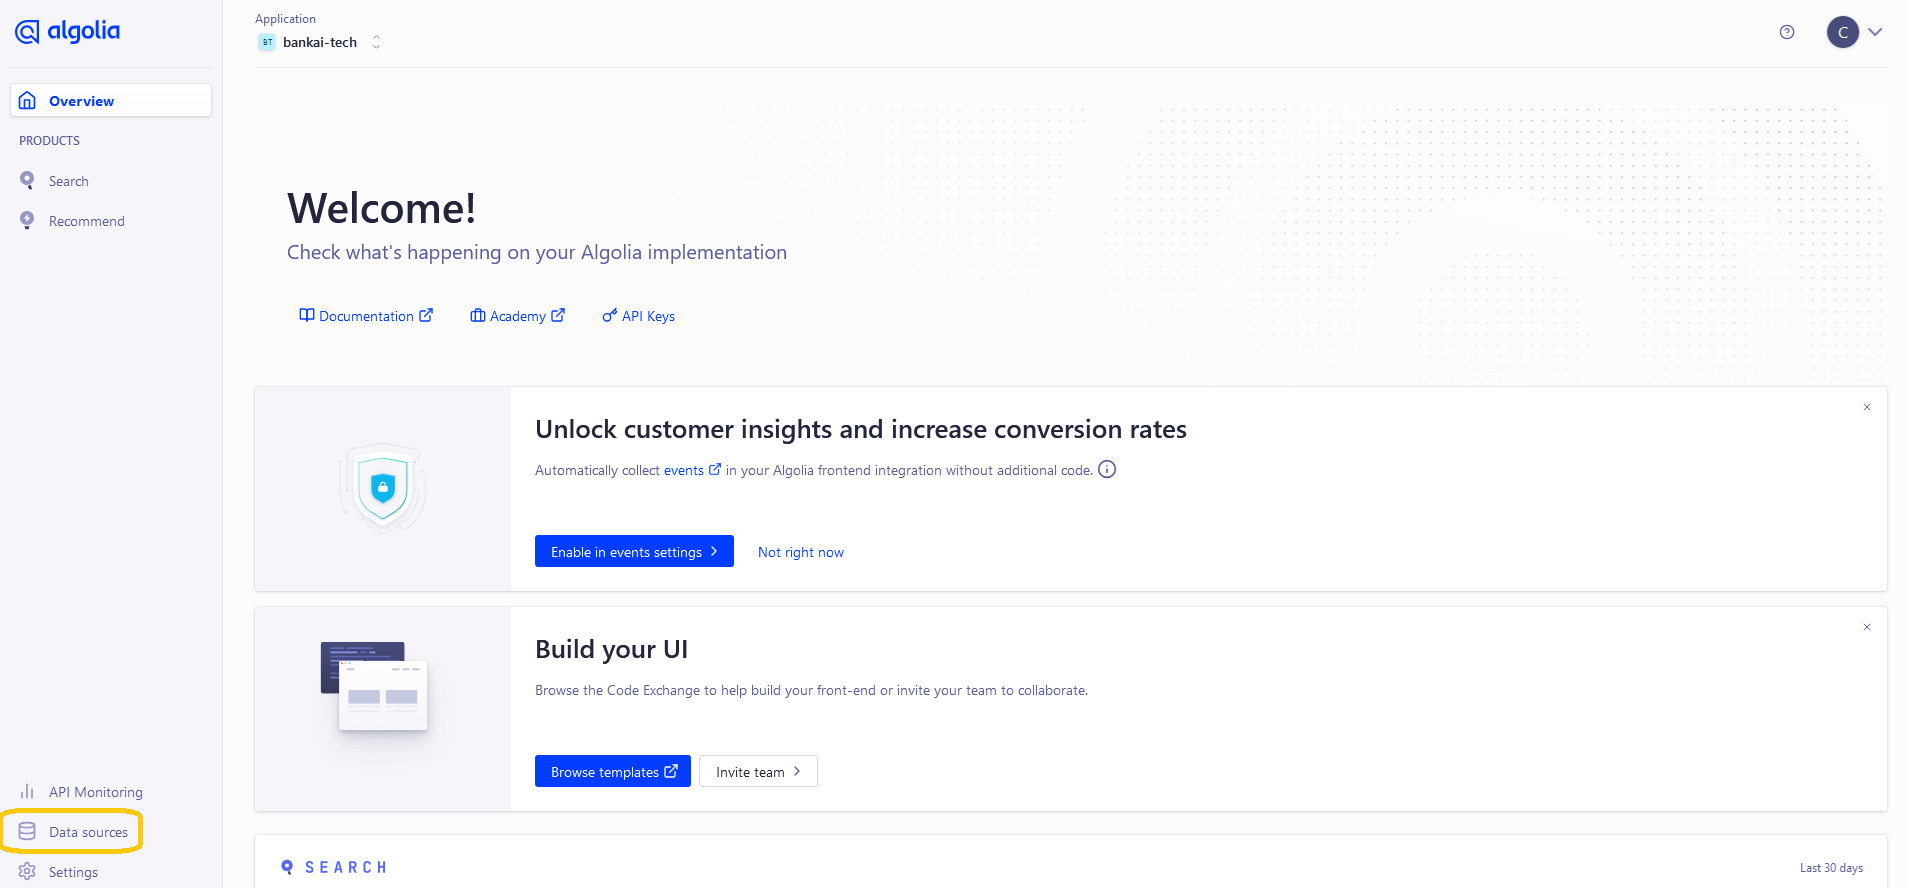 algolia
Overview
PRODUCTS
Search
Recommend
API Monitoring
Data sources
Settings
Application
BT bankai-tech
C
Welcome!
Check what's happening on your Algolia implementation
Documentation Academy API Keys
Unlock customer insights and increase conversion rates
Automatically collect events in your Algolia frontend integration without additional code.
Enable in events settings Not right now
Build your UI
Browse the Code Exchange to help build your front-end or invite your team to collaborate.
Browse templates Invite team
SEARCH Last 30 days